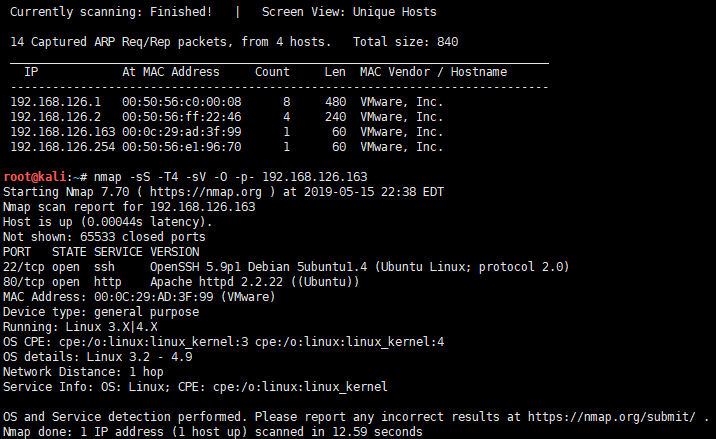 Currently scanning: Finished!   |   Screen View: Unique Hosts
14 Captured ARP Req/Rep packets, from 4 hosts.   Total size: 840
_____________________________________________________________________________
IP            At MAC Address     Count     Len  MAC Vendor / Hostname
-----------------------------------------------------------------------------
192.168.126.1   00:50:56:c0:00:08      8     480  VMware, Inc.
192.168.126.2   00:50:56:ff:22:46      4     240  VMware, Inc.
192.168.126.163 00:0c:29:ad:3f:99      1      60  VMware, Inc.
192.168.126.254 00:50:56:e1:96:70      1      60  VMware, Inc.
root@kali:~# nmap -sS -T4 -sV -O -p- 192.168.126.163
Starting Nmap 7.70 ( https://nmap.org ) at 2019-05-15 22:38 EDT
Nmap scan report for 192.168.126.163
Host is up (0.00044s latency).
Not shown: 65533 closed ports
PORT   STATE SERVICE VERSION
22/tcp open  ssh     OpenSSH 5.9p1 Debian 5ubuntu1.4 (Ubuntu Linux; protocol 2.0)
80/tcp open  http    Apache httpd 2.2.22 ((Ubuntu))
MAC Address: 00:0C:29:AD:3F:99 (VMware)
Device type: general purpose
Running: Linux 3.X|4.X
OS CPE: cpe:/o:linux:linux_kernel:3 cpe:/o:linux:linux_kernel:4
OS details: Linux 3.2 - 4.9
Network Distance: 1 hop
Service Info: OS: Linux; CPE: cpe:/o:linux:linux_kernel
OS and Service detection performed. Please report any incorrect results at https://nmap.org/submit/ .
Nmap done: 1 IP address (1 host up) scanned in 12.59 seconds